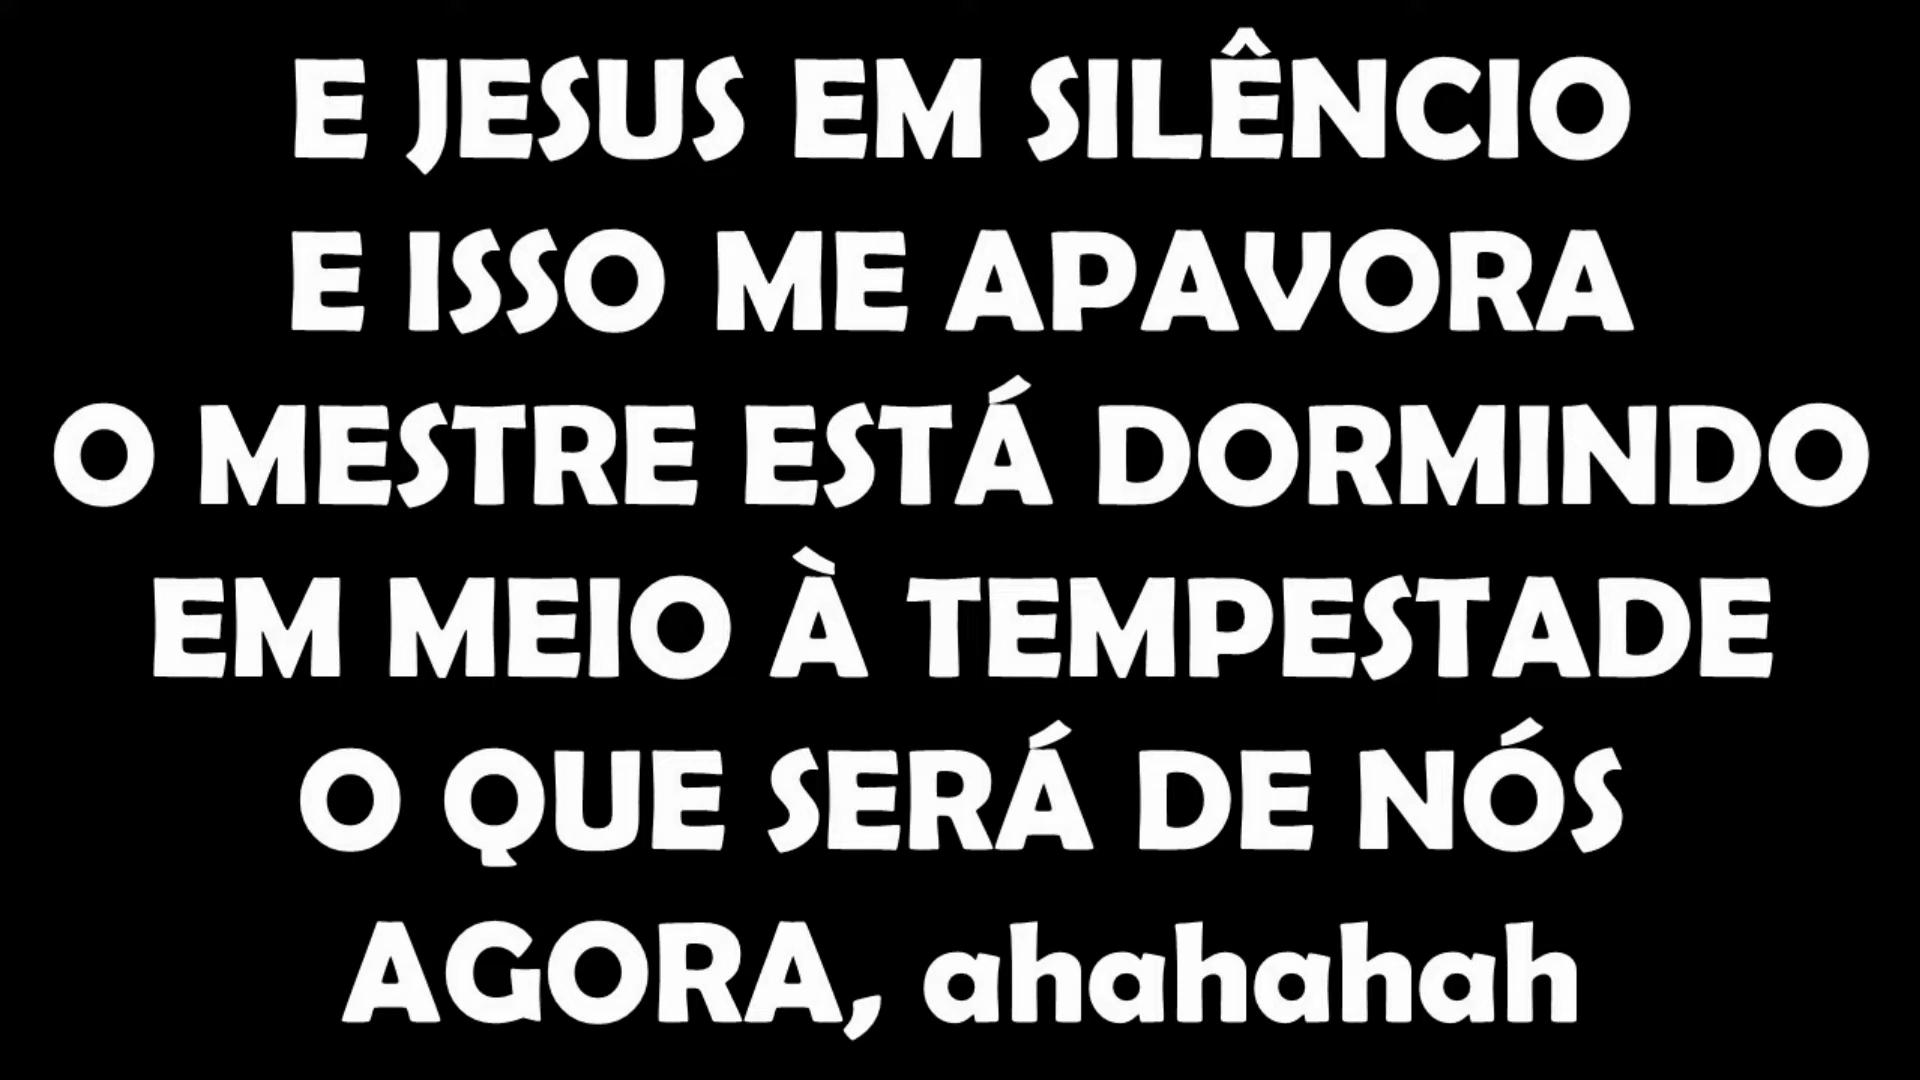 E JESUS EM SILÊNCIO
E ISSO ME APAVORA
O MESTRE ESTÁ DORMINDO
EM MEIO À TEMPESTADE
O QUE SERÁ DE NÓS
AGORA, ahahahah